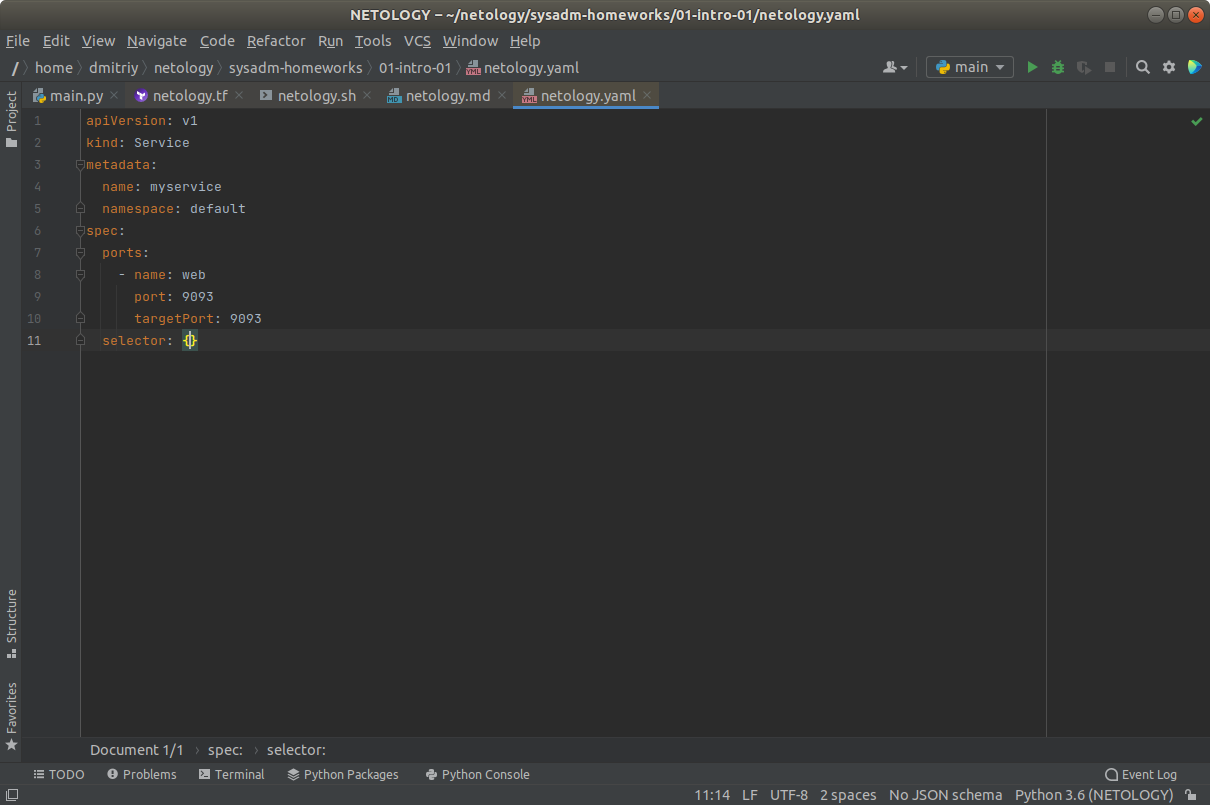 NETOLOGY – ~/netology/sysadm-homeworks/01-intro-01/netology.yaml
File Edit View Navigate Code Refactor Run Tools VCS Window Help
/ home dmitriy netology sysadm-homeworks 01-intro-01 netology.yaml main
main.py netology.tf netology.sh netology.md netology.yaml
Project
1 apiVersion: v1
2 kind: Service
3 metadata:
4 name: myservice
5 namespace: default
6 spec:
7 ports:
8 - name: web
9 port: 9093
10 targetPort: 9093
11 selector: {}
Structure
Favorites
Document 1/1 › spec: › selector:
TODO Problems Terminal Python Packages Python Console Event Log
11:14 LF UTF-8 2 spaces No JSON schema Python 3.6 (NETOLOGY)